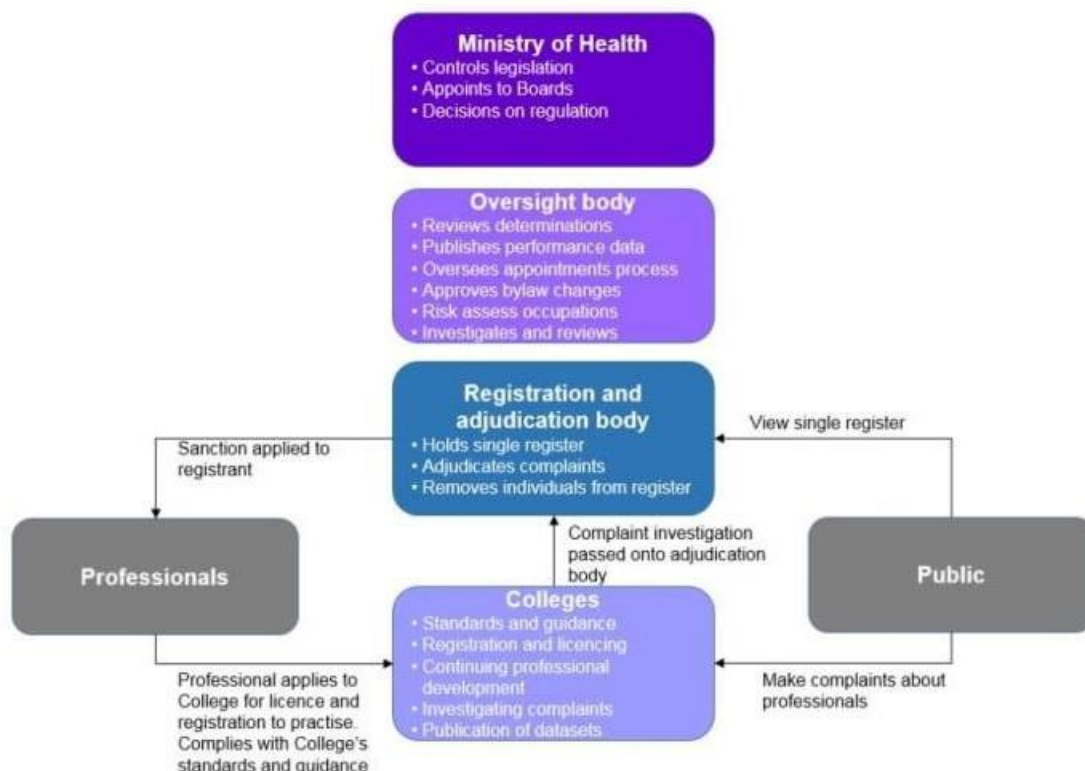 Ministry of Health
• Controls legislation
• Appoints to Boards
• Decisions on regulation
Oversight body
• Reviews determinations
• Publishes performance data
• Oversees appointments process
• Approves bylaw changes
• Risk assess occupations
• Investigates and reviews
Registration and
adjudication body
• Holds single register
• Adjudicates complaints
• Removes individuals from register
Sanction applied to
registrant
View single register
Professionals
Complaint investigation
passed onto adjudication
body
Public
Colleges
• Standards and guidance
• Registration and licencing
• Continuing professional
development
• Investigating complaints
• Publication of datasets
Professional applies to
College for licence and
registration to practise.
Complies with College's
standards and guidance
Make complaints about
professionals